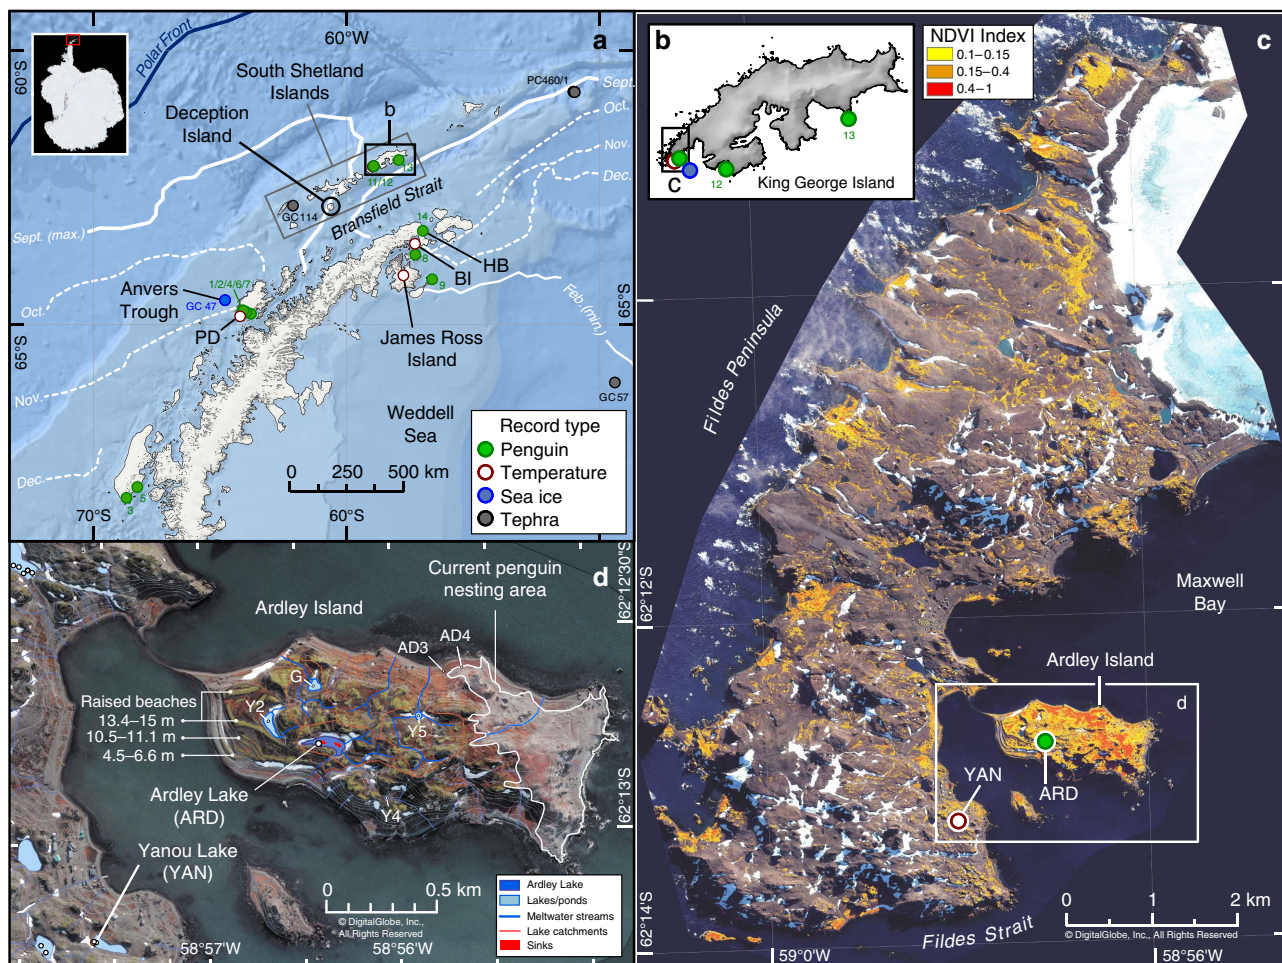 a
60°W
60°S
Polar Front
South Shetland
Islands
PC460/1
Sept.
Oct.
Nov.
Dec.
Deception
Island
b
13
11/12
GC114
Bransfield Strait
Sept. (max.)
14
HB
8
BI
9
1/2/4/6/7
Anvers
Trough
GC 47
Oct.
PD
James Ross
Island
Feb.(min.)
65°S
65°S
Nov.
GC57
Weddell
Sea
Record type
Penguin
Temperature
Sea ice
Tephra
0 250 500 km
Dec.
5
3
70°S
60°S
b
13
12
C
King George Island
c
NDVI Index
0.1–0.15
0.15–0.4
0.4–1
Fildes Peninsula
Maxwell
Bay
Ardley Island
d
YAN
ARD
0 1 2 km
© DigitalGlobe, Inc., All Rights Reserved
Fildes Strait
62°12'S
62°14'S
59°0'W
58°56'W
d
Current penguin
nesting area
Ardley Island
AD4
AD3
G
Y2
Y5
Raised beaches
13.4–15 m
10.5–11.1 m
4.5–6.6 m
Ardley Lake
(ARD)
Y4
Yanou Lake
(YAN)
0 0.5 km
© DigitalGlobe, Inc.,
All Rights Reserved
Ardley Lake
Lakes/ponds
Meltwater streams
Lake catchments
Sinks
62°12'30"S
62°13'S
58°57'W
58°56'W